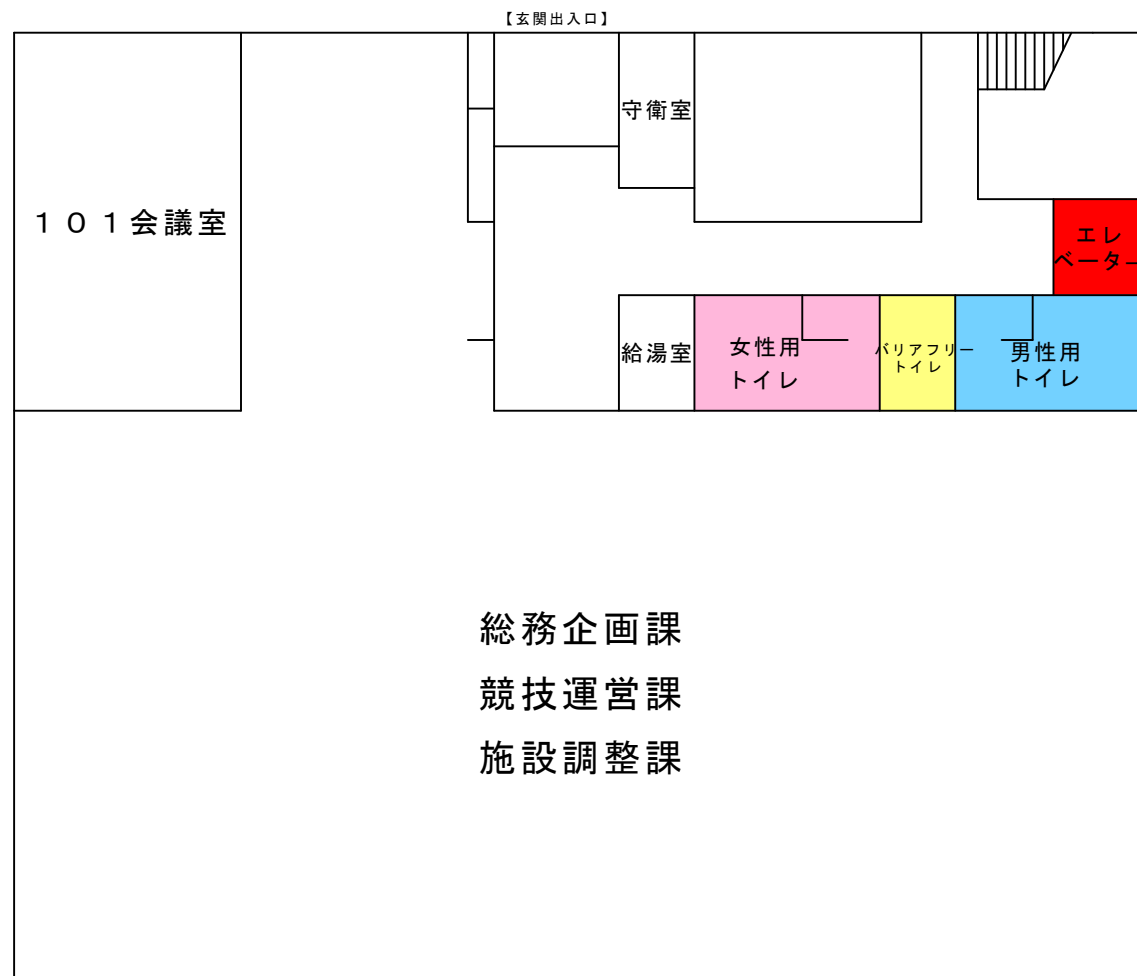 【玄関出入口】
守衛室
１０１会議室
エレ
ベーター
給湯室
女性用
トイレ
バリアフリー
トイレ
男性用
トイレ
総務企画課
競技運営課
施設調整課